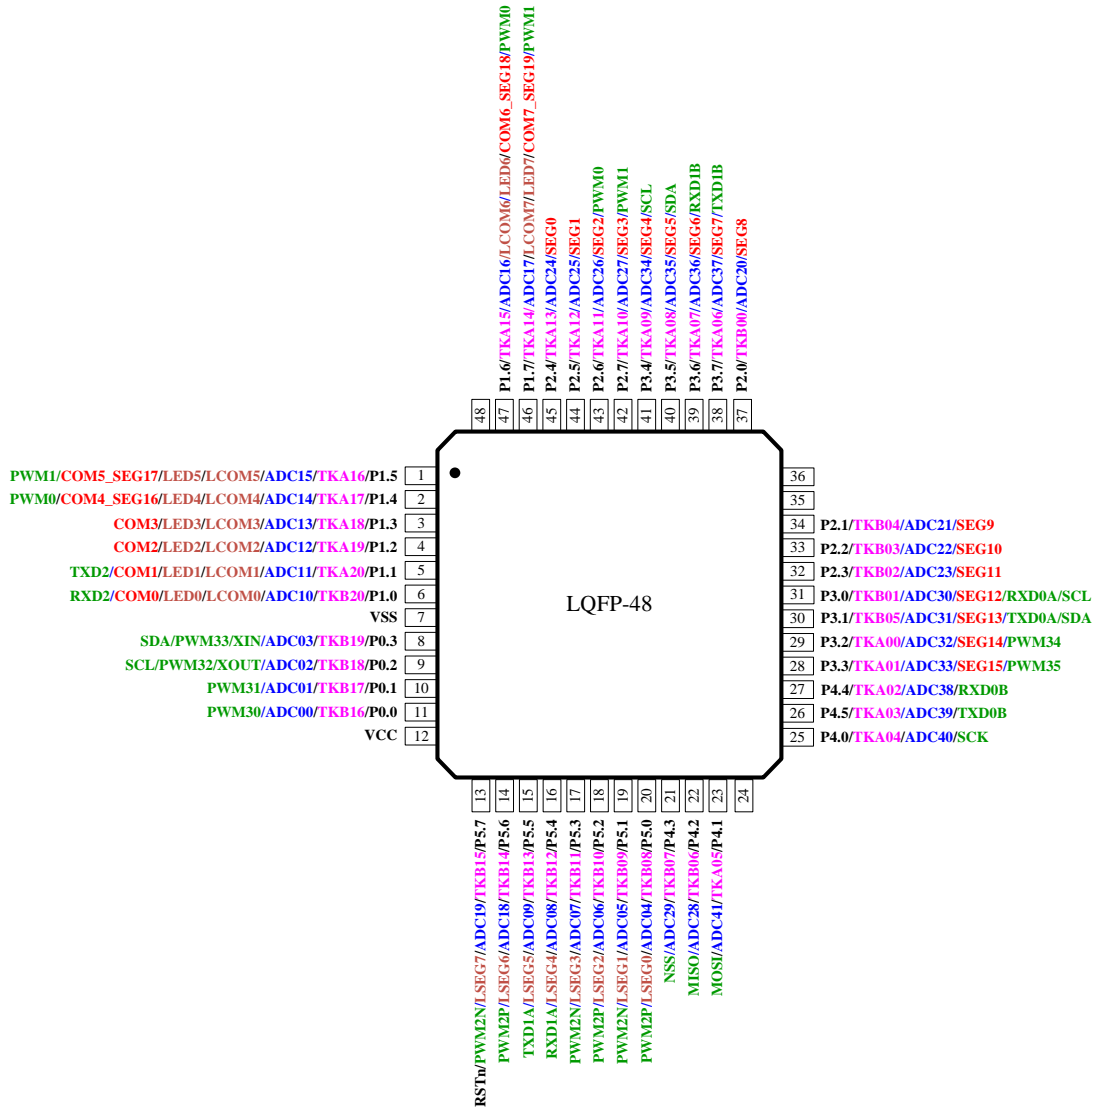 P1.6/TKA15/ADC16/LCOM6/LED6/COM6_SEG18/PWM0
P1.7/TKA14/ADC17/LCOM7/LED7/COM7_SEG19/PWM1
P2.4/TKA13/ADC24/SEG0
P2.5/TKA12/ADC25/SEG1
P2.6/TKA11/ADC26/SEG2/PWM0
P2.7/TKA10/ADC27/SEG3/PWM1
P3.4/TKA09/ADC34/SEG4/SCL
P3.5/TKA08/ADC35/SEG5/SDA
P3.6/TKA07/ADC36/SEG6/RXD1B
P3.7/TKA06/ADC37/SEG7/TXD1B
P2.0/TKB00/ADC20/SEG8
48 47 46 45 44 43 42 41 40 39 38 37
PWM1/COM5_SEG17/LED5/LCOM5/ADC15/TKA16/P1.5 1
PWM0/COM4_SEG16/LED4/LCOM4/ADC14/TKA17/P1.4 2
COM3/LED3/LCOM3/ADC13/TKA18/P1.3 3
COM2/LED2/LCOM2/ADC12/TKA19/P1.2 4
TXD2/COM1/LED1/LCOM1/ADC11/TKA20/P1.1 5
RXD2/COM0/LED0/LCOM0/ADC10/TKB20/P1.0 6
VSS 7
SDA/PWM33/XIN/ADC03/TKB19/P0.3 8
SCL/PWM32/XOUT/ADC02/TKB18/P0.2 9
PWM31/ADC01/TKB17/P0.1 10
PWM30/ADC00/TKB16/P0.0 11
VCC 12
LQFP-48
36
35
34 P2.1/TKB04/ADC21/SEG9
33 P2.2/TKB03/ADC22/SEG10
32 P2.3/TKB02/ADC23/SEG11
31 P3.0/TKB01/ADC30/SEG12/RXD0A/SCL
30 P3.1/TKB05/ADC31/SEG13/TXD0A/SDA
29 P3.2/TKA00/ADC32/SEG14/PWM34
28 P3.3/TKA01/ADC33/SEG15/PWM35
27 P4.4/TKA02/ADC38/RXD0B
26 P4.5/TKA03/ADC39/TXD0B
25 P4.0/TKA04/ADC40/SCK
13 14 15 16 17 18 19 20 21 22 23 24
RSTn/PWM2N/LSEG7/ADC19/TKB15/P5.7
PWM2P/LSEG6/ADC18/TKB14/P5.6
TXD1A/LSEG5/ADC09/TKB13/P5.5
RXD1A/LSEG4/ADC08/TKB12/P5.4
PWM2N/LSEG3/ADC07/TKB11/P5.3
PWM2P/LSEG2/ADC06/TKB10/P5.2
PWM2N/LSEG1/ADC05/TKB09/P5.1
PWM2P/LSEG0/ADC04/TKB08/P5.0
NSS/ADC29/TKB07/P4.3
MISO/ADC28/TKB06/P4.2
MOSI/ADC41/TKA05/P4.1